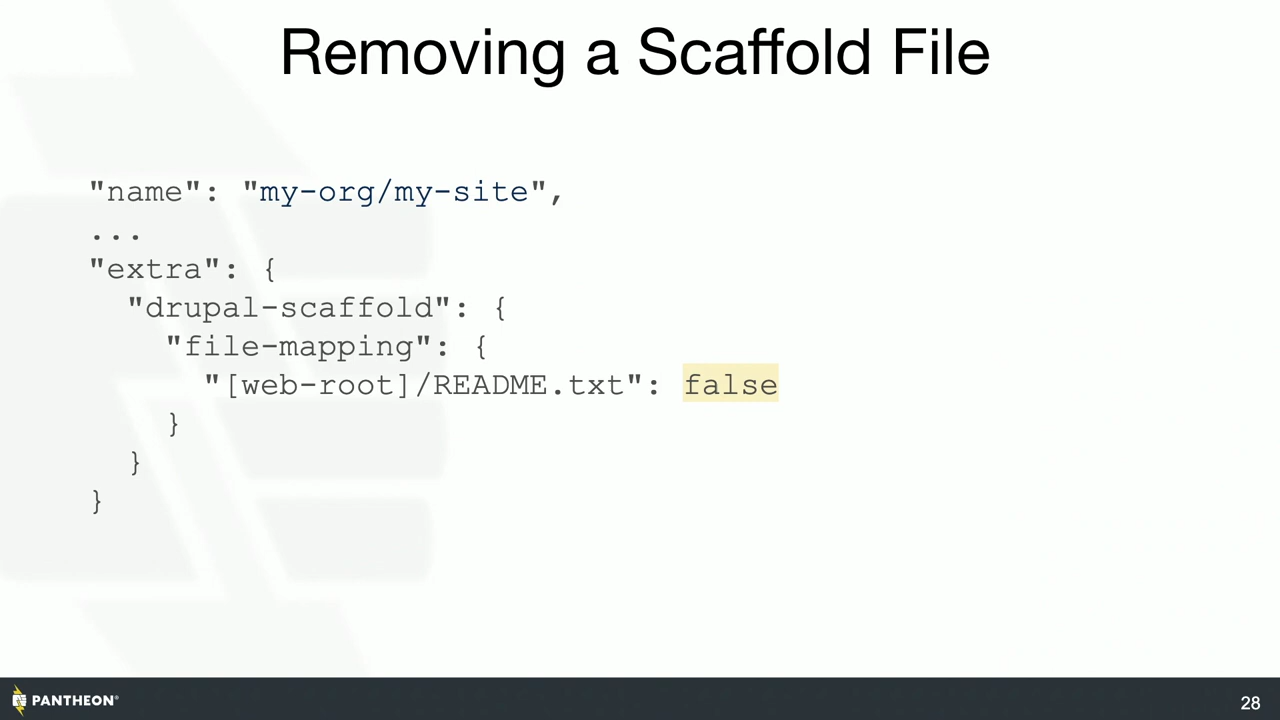 Removing a Scaffold File
"name": "my-org/my-site",
...
"extra": {
"drupal-scaffold": {
"file-mapping": {
"[web-root]/README.txt": false
}
}
}
PANTHEON®
28